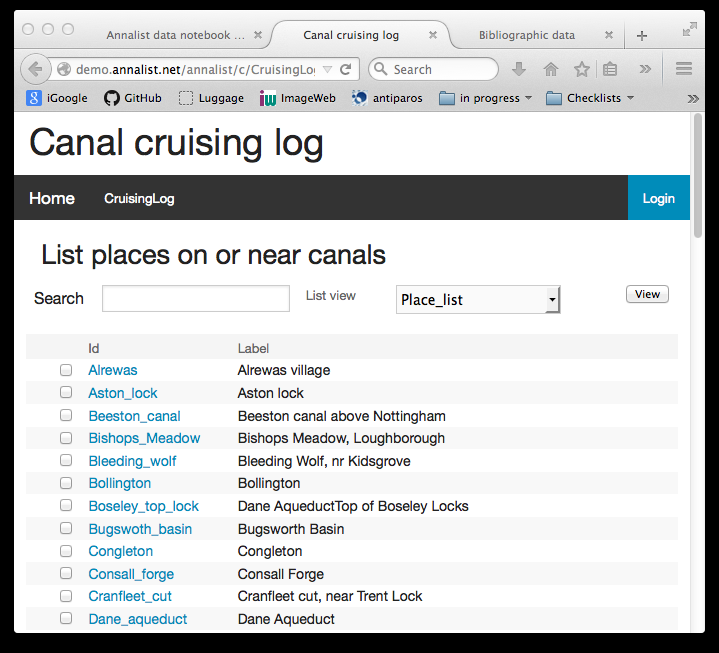 Annalist data notebook ...
Canal cruising log
Bibliographic data
demo.annalist.net/annalist/c/CruisingLog
Search
iGoogle GitHub Luggage ImageWeb antiparos in progress Checklists
Canal cruising log
Home CruisingLog Login
List places on or near canals
Search List view Place_list View
Id Label
Alrewas Alrewas village
Aston_lock Aston lock
Beeston_canal Beeston canal above Nottingham
Bishops_Meadow Bishops Meadow, Loughborough
Bleeding_wolf Bleeding Wolf, nr Kidsgrove
Bollington Bollington
Boseley_top_lock Dane AqueductTop of Boseley Locks
Bugswoth_basin Bugsworth Basin
Congleton Congleton
Consall_forge Consall Forge
Cranfleet_cut Cranfleet cut, near Trent Lock
Dane_aqueduct Dane Aqueduct